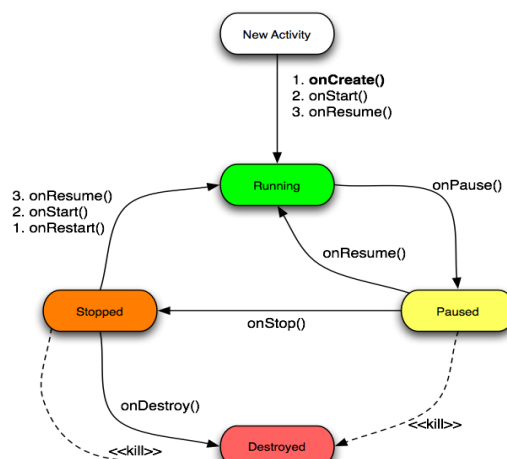 New Activity
1. onCreate()
2. onStart()
3. onResume()
3. onResume()
2. onStart()
1. onRestart()
Running
onPause()
onResume()
Stopped
Paused
onStop()
onDestroy()
<<kill>>
<<kill>>
Destroyed